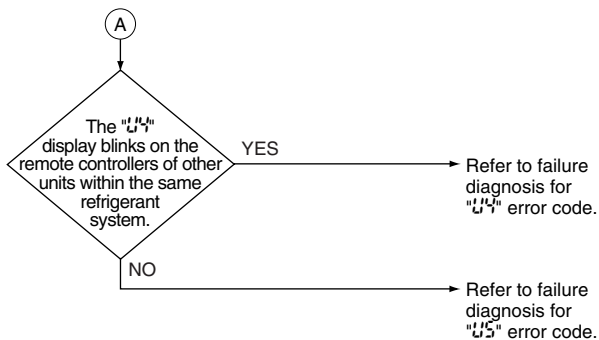 A
The "U4"
display blinks on the
remote controllers of other
units within the same
refrigerant
system.
YES
Refer to failure
diagnosis for
"U4" error code.
NO
Refer to failure
diagnosis for
"U5" error code.